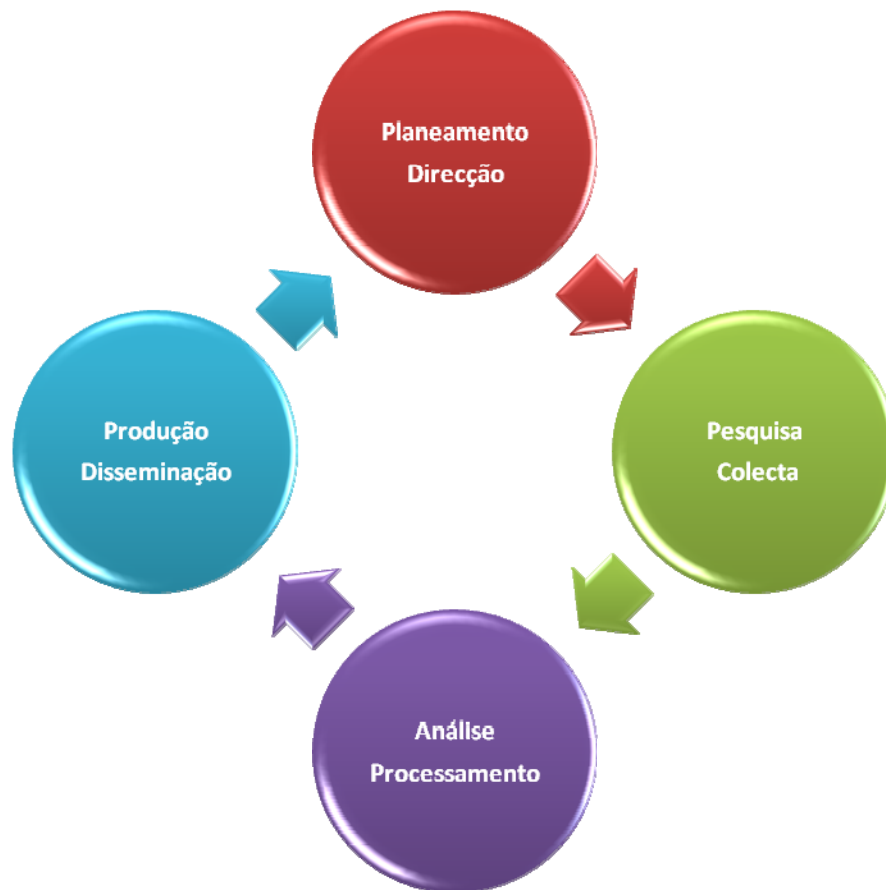 Planeamento
Direcção
Pesquisa
Colecta
Análise
Processamento
Produção
Disseminação